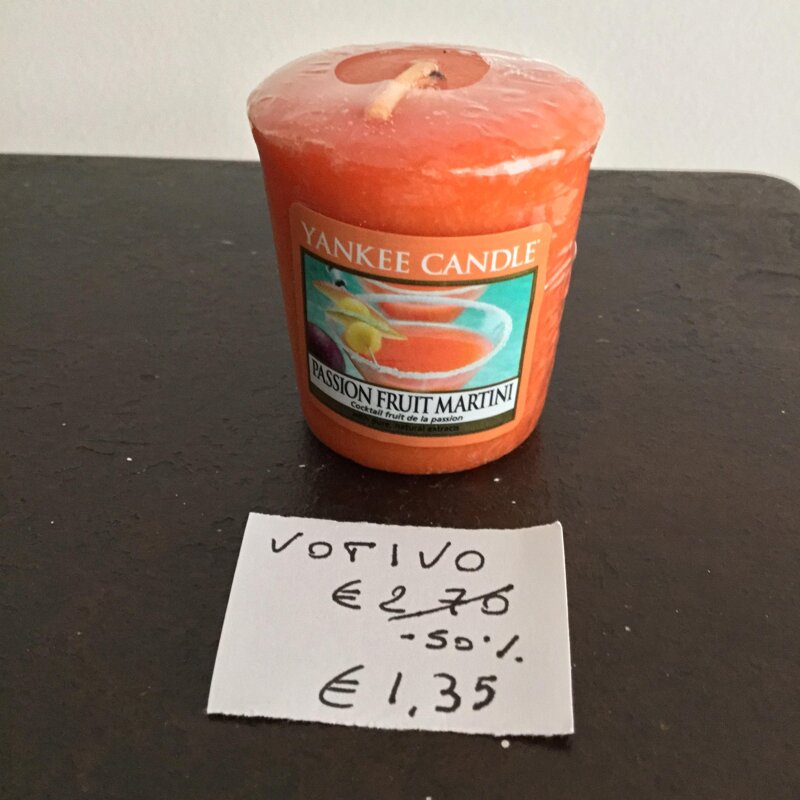 YANKEE CANDLE
PASSION FRUIT MARTINI
Cocktail fruit de la passion
natural extracts
VOTIVO
€ 2,70
-50%
€ 1,35